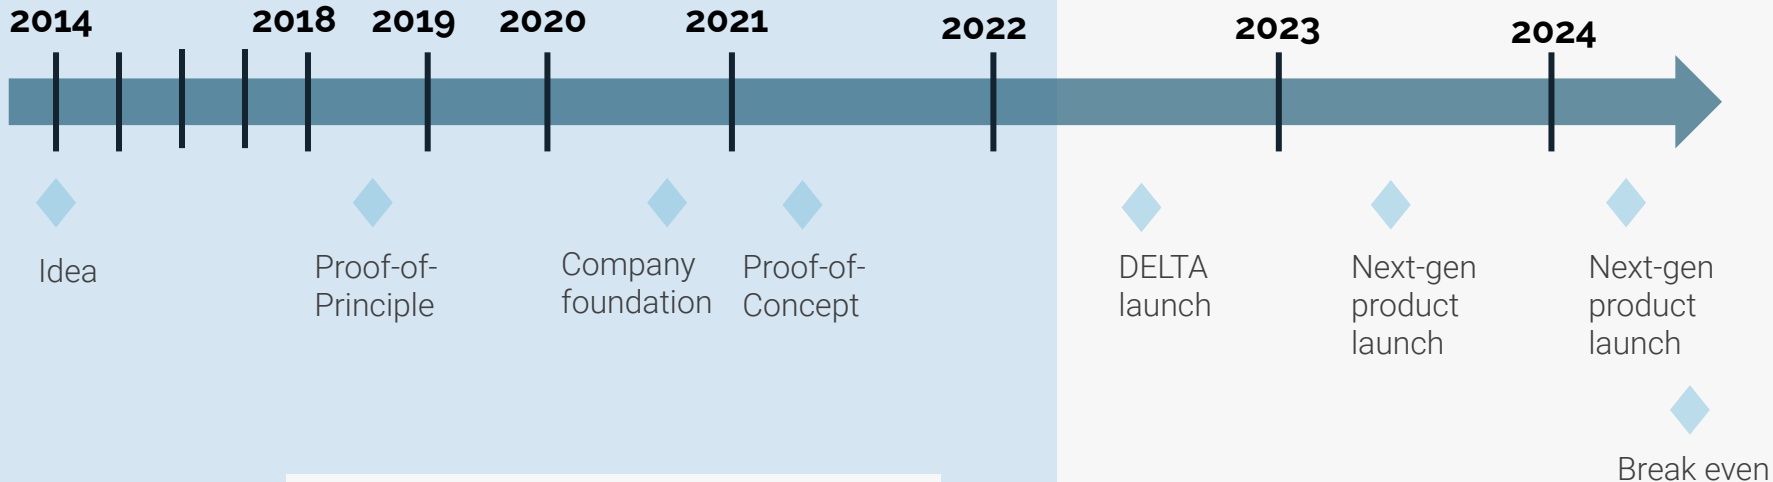 2014
2018
2019
2020
2021
2022
2023
2024
Idea
Proof-of-
Principle
Company
foundation
Proof-of-
Concept
DELTA
launch
Next-gen
product
launch
Next-gen
product
launch
Break even